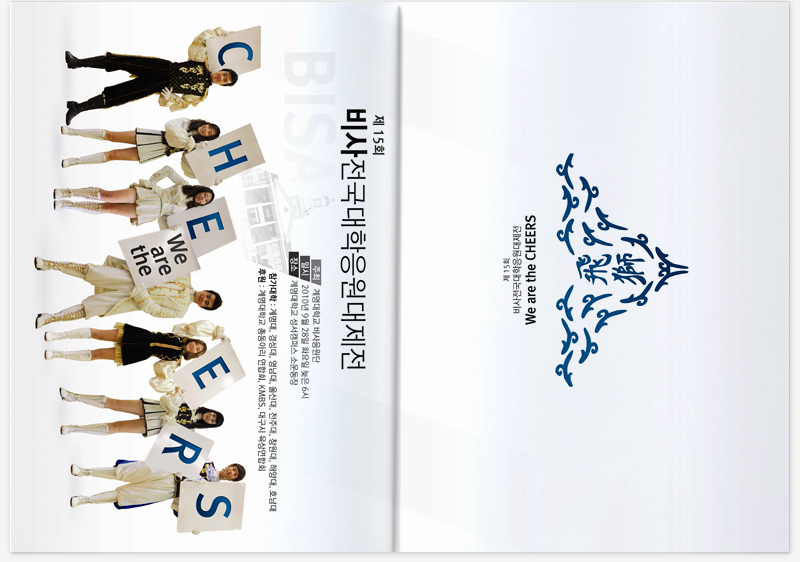 BISA
제 15회
비사전국대학응원대제전
주최 계명대학교 비사응원단
일시 2010년 9월 28일 화요일 늦은 6시
장소 계명대학교 성서캠퍼스 소운동장
참가대학 : 계명대, 경성대, 영남대, 울산대, 전주대, 창원대, 해양대, 호남대
후원 : 계명대학교 총동아리 연합회, KMBS, 대구시 육상연합회
C
H
E
We
are
the
E
R
S
飛獅
제 15회
비사전국대학응원대제전
We are the CHEERS